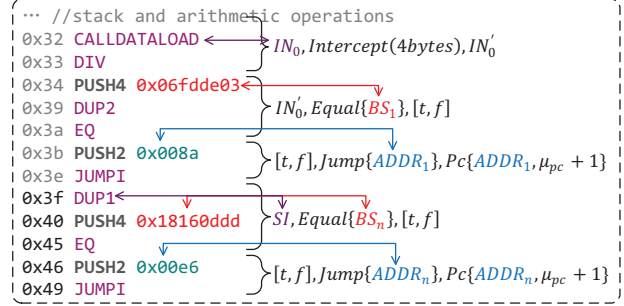 ··· //stack and arithmetic operations
0x32 CALLDATALOAD
0x33 DIV
IN₀, Intercept(4bytes), IN₀′
0x34 PUSH4 0x06fdde03
0x39 DUP2
0x3a EQ
IN₀′, Equal{BS₁}, [t, f]
0x3b PUSH2 0x008a
0x3e JUMPI
[t, f], Jump{ADDR₁}, Pc{ADDR₁, μ_pc + 1}
0x3f DUP1
0x40 PUSH4 0x18160ddd
0x45 EQ
SI, Equal{BSₙ}, [t, f]
0x46 PUSH2 0x00e6
0x49 JUMPI
[t, f], Jump{ADDRₙ}, Pc{ADDRₙ, μ_pc + 1}